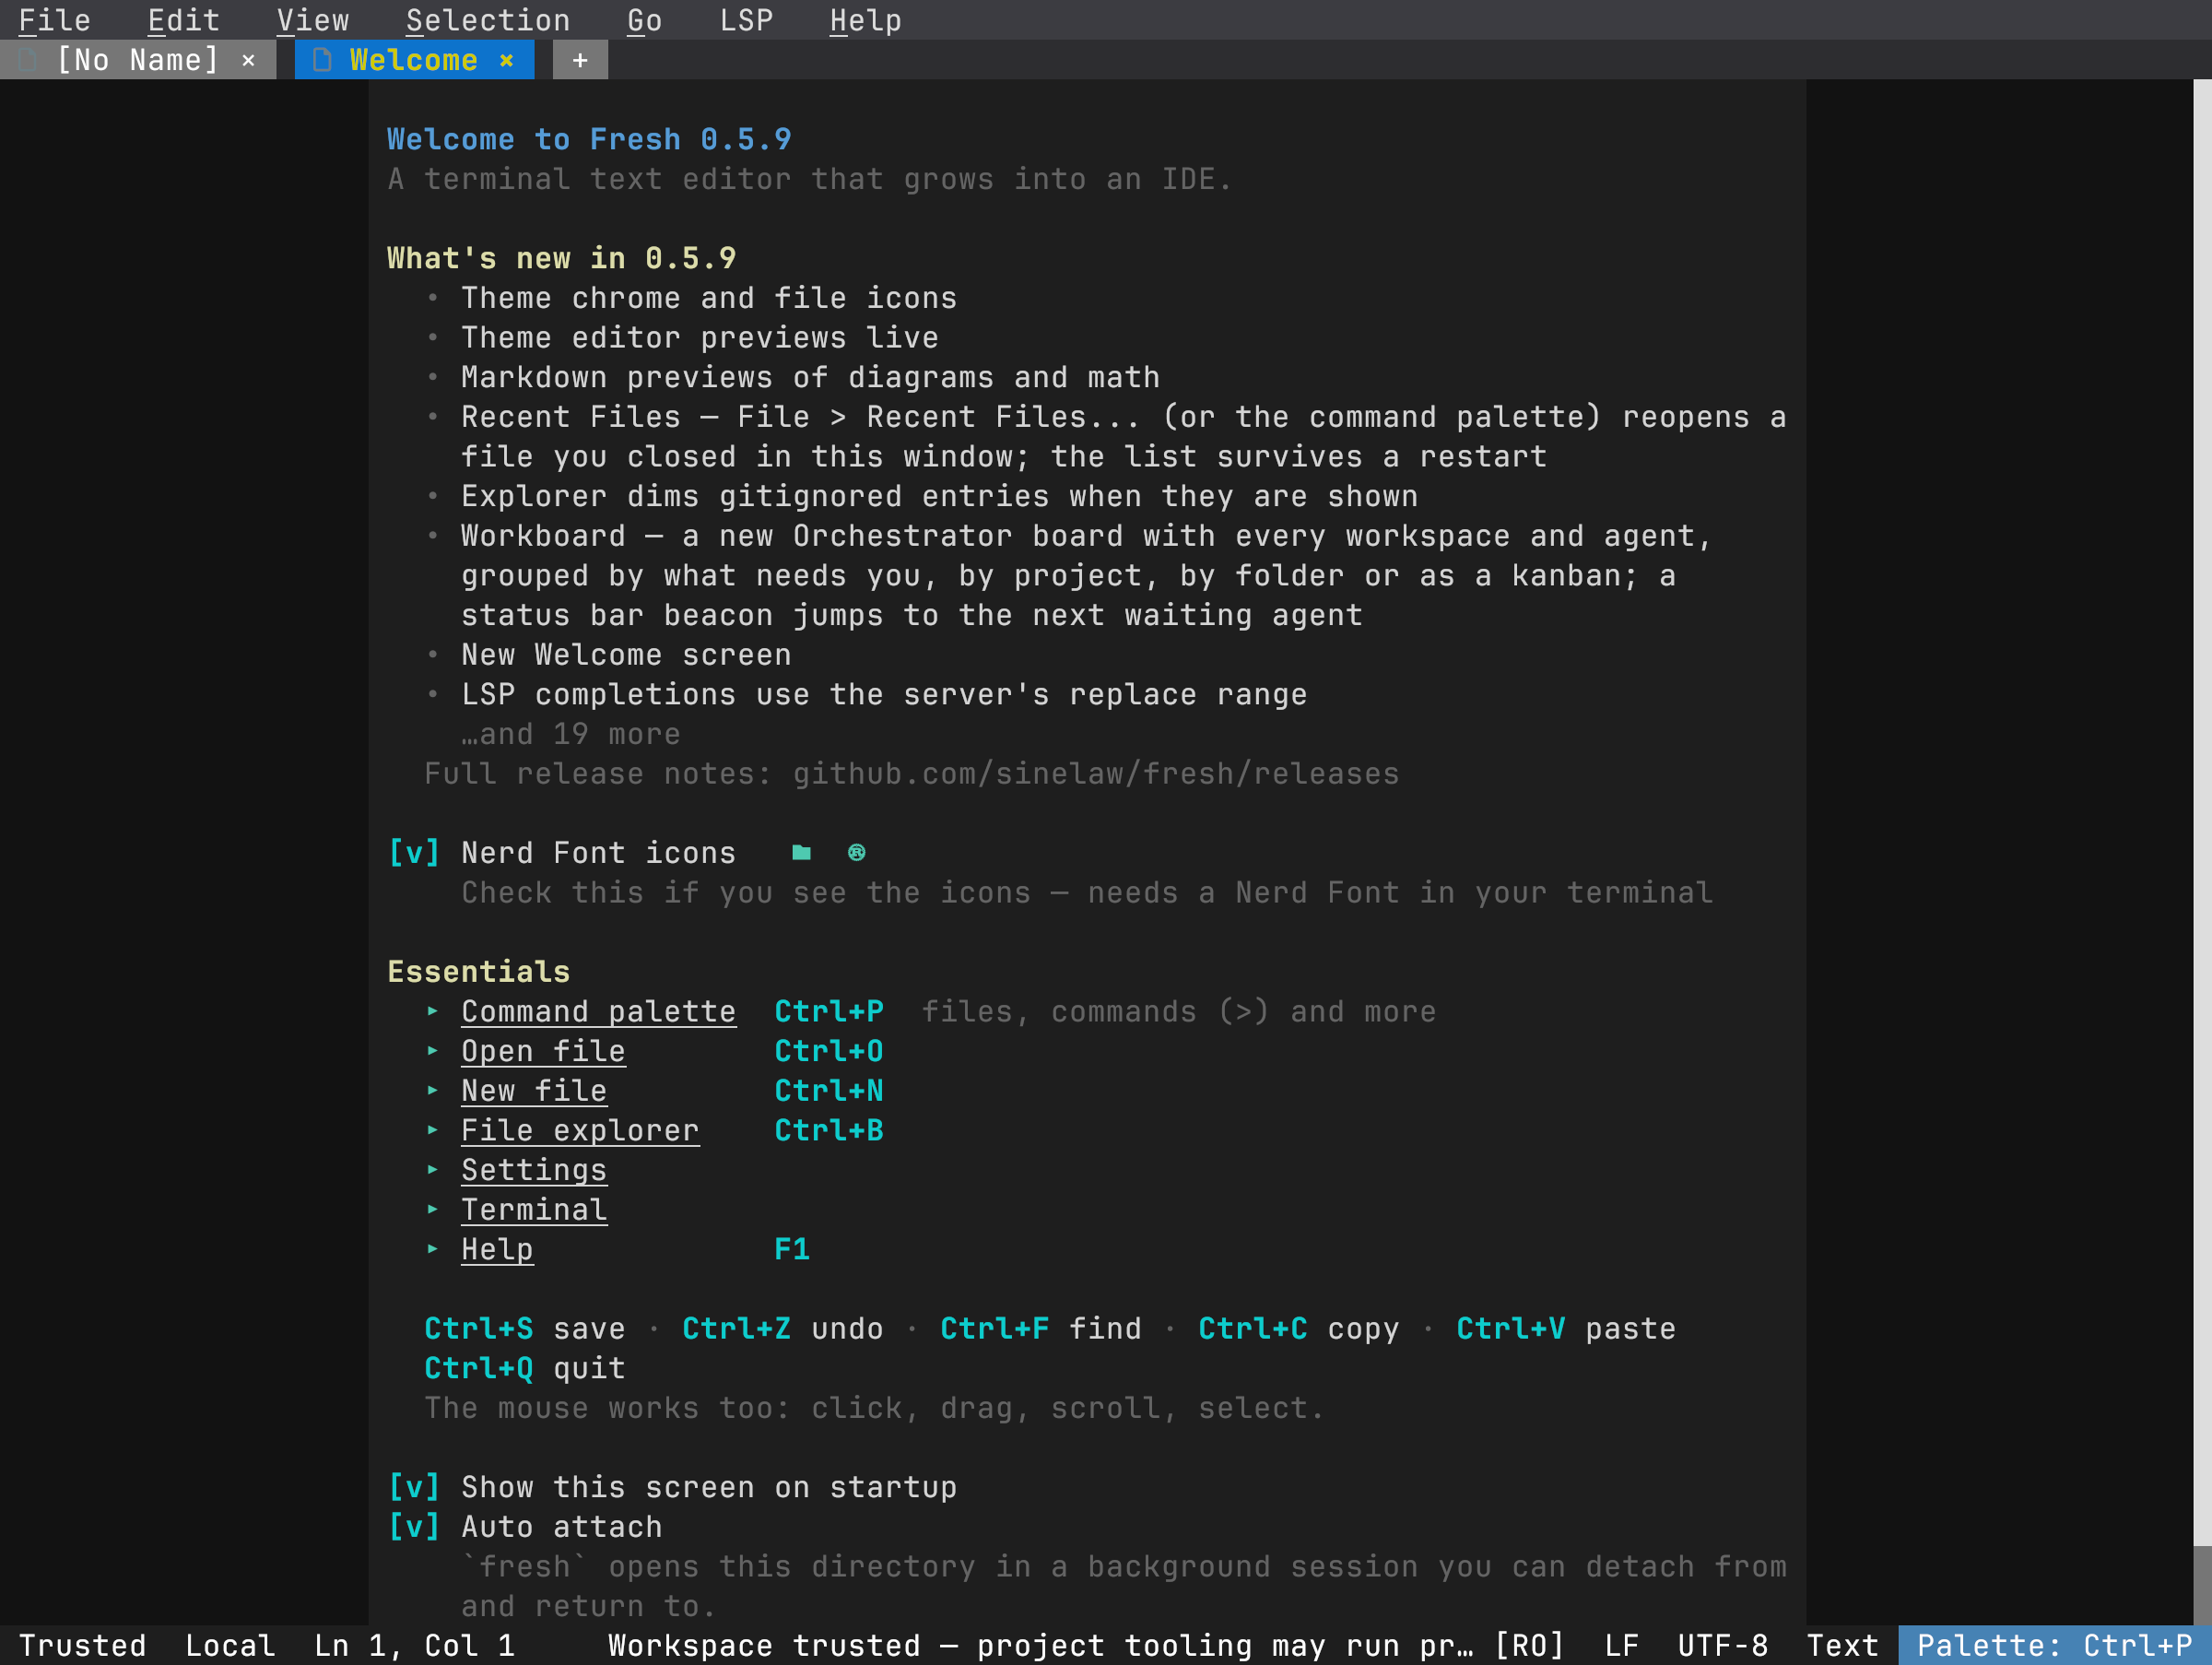 File Edit View Selection Go LSP Help
[No Name] × Welcome × +
Welcome to Fresh 0.5.9
A terminal text editor that grows into an IDE.
What's new in 0.5.9
• Theme chrome and file icons
• Theme editor previews live
• Markdown previews of diagrams and math
• Recent Files — File > Recent Files... (or the command palette) reopens a
file you closed in this window; the list survives a restart
• Explorer dims gitignored entries when they are shown
• Workboard — a new Orchestrator board with every workspace and agent,
grouped by what needs you, by project, by folder or as a kanban; a
status bar beacon jumps to the next waiting agent
• New Welcome screen
• LSP completions use the server's replace range
…and 19 more
Full release notes: github.com/sinelaw/fresh/releases
[v] Nerd Font icons
Check this if you see the icons — needs a Nerd Font in your terminal
Essentials
▸ Command palette Ctrl+P files, commands (>) and more
▸ Open file Ctrl+O
▸ New file Ctrl+N
▸ File explorer Ctrl+B
▸ Settings
▸ Terminal
▸ Help F1
Ctrl+S save · Ctrl+Z undo · Ctrl+F find · Ctrl+C copy · Ctrl+V paste
Ctrl+Q quit
The mouse works too: click, drag, scroll, select.
[v] Show this screen on startup
[v] Auto attach
`fresh` opens this directory in a background session you can detach from
and return to.
Trusted Local Ln 1, Col 1 Workspace trusted — project tooling may run pr… [RO] LF UTF-8 Text Palette: Ctrl+P